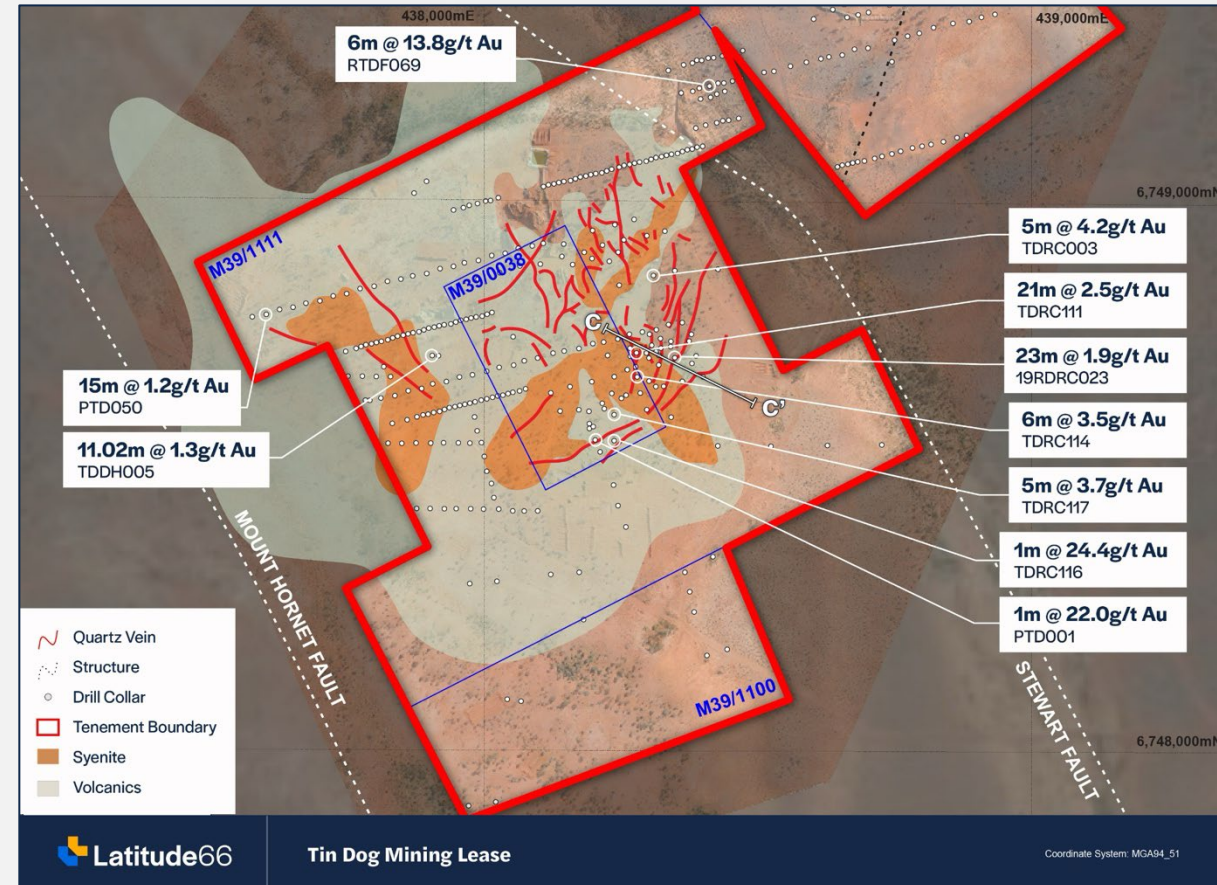 438,000mE
439,000mE
6m @ 13.8g/t Au
RTDF069
6,749,000mN
M39/1111
M39/0038
5m @ 4.2g/t Au
TDRC003
21m @ 2.5g/t Au
TDRC111
C
23m @ 1.9g/t Au
19RDRC023
15m @ 1.2g/t Au
PTD050
C'
6m @ 3.5g/t Au
TDRC114
11.02m @ 1.3g/t Au
TDDH005
5m @ 3.7g/t Au
TDRC117
MOUNT HORNET FAULT
1m @ 24.4g/t Au
TDRC116
1m @ 22.0g/t Au
PTD001
STEWART FAULT
M39/1100
6,748,000mN
Quartz Vein
Structure
Drill Collar
Tenement Boundary
Syenite
Volcanics
Latitude66
Tin Dog Mining Lease
Coordinate System: MGA94_51